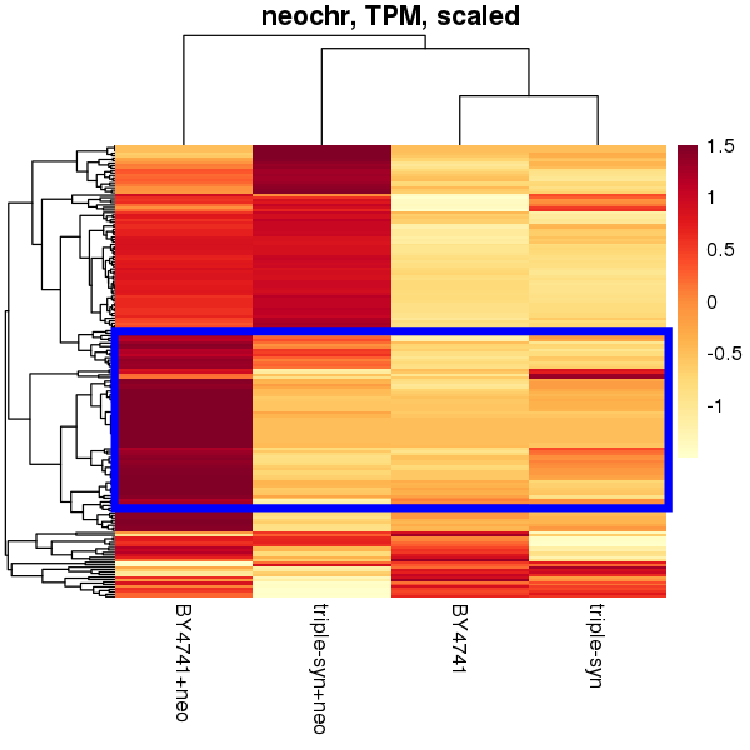 neochr, TPM, scaled
1.5
1
0.5
0
-0.5
-1
BY4741+neo
triple-syn+neo
BY4741
triple-syn